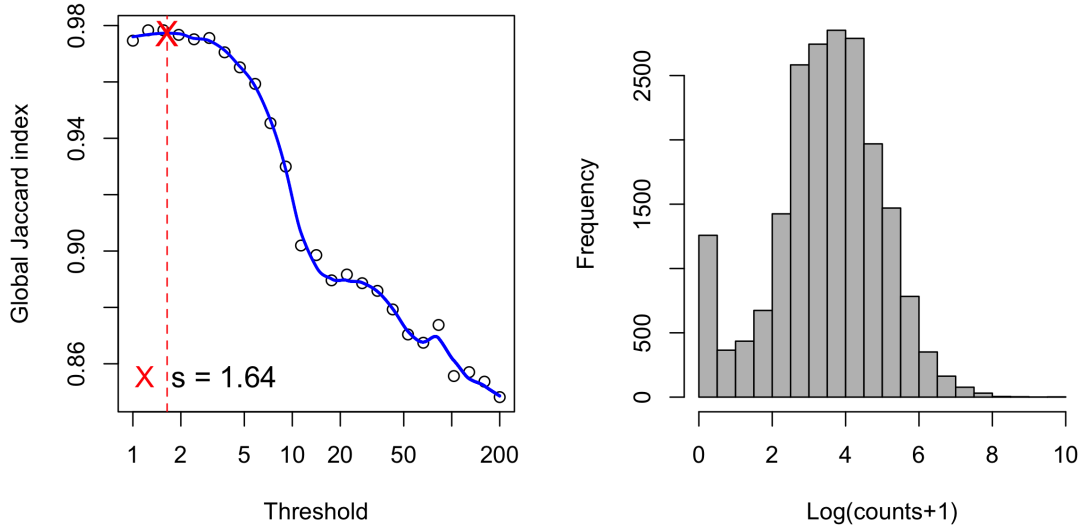 Global Jaccard index
0.98
0.94
0.90
0.86
X s = 1.64
1 2 5 10 20 50 200
Threshold
Frequency
2500
1500
500
0
0 2 4 6 8 10
Log(counts+1)